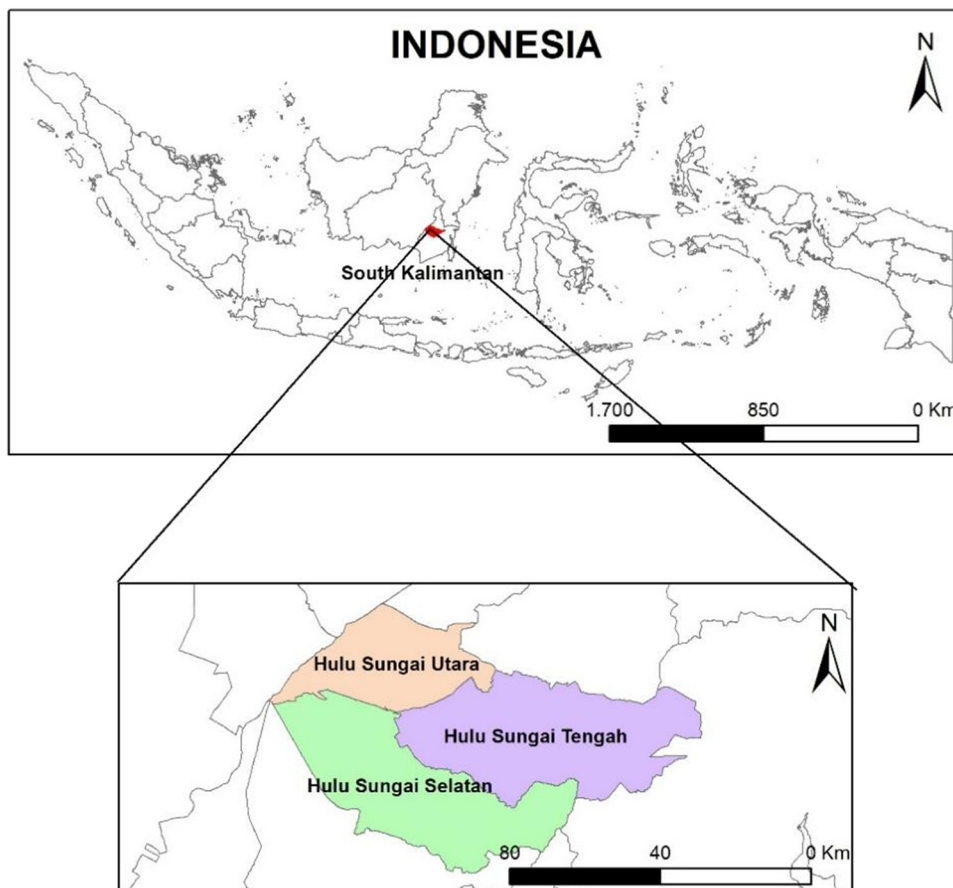 INDONESIA
N
South Kalimantan
1.700 850 0 Km
N
Hulu Sungai Utara
Hulu Sungai Tengah
Hulu Sungai Selatan
80 40 0 Km